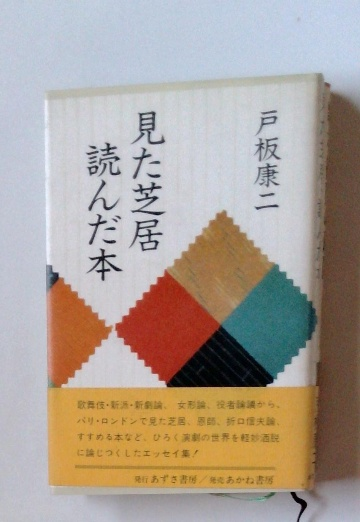 戸板康二
見た芝居
読んだ本
歌舞伎・新派・新劇論、女形論、役者論議から、
パリ・ロンドンで見た芝居、恩師、折口信夫論、
すすめる本など、ひろく演劇の世界を軽妙洒脱
に論じつくしたエッセイ集!
発行 あずさ書房／発売 あかね書房